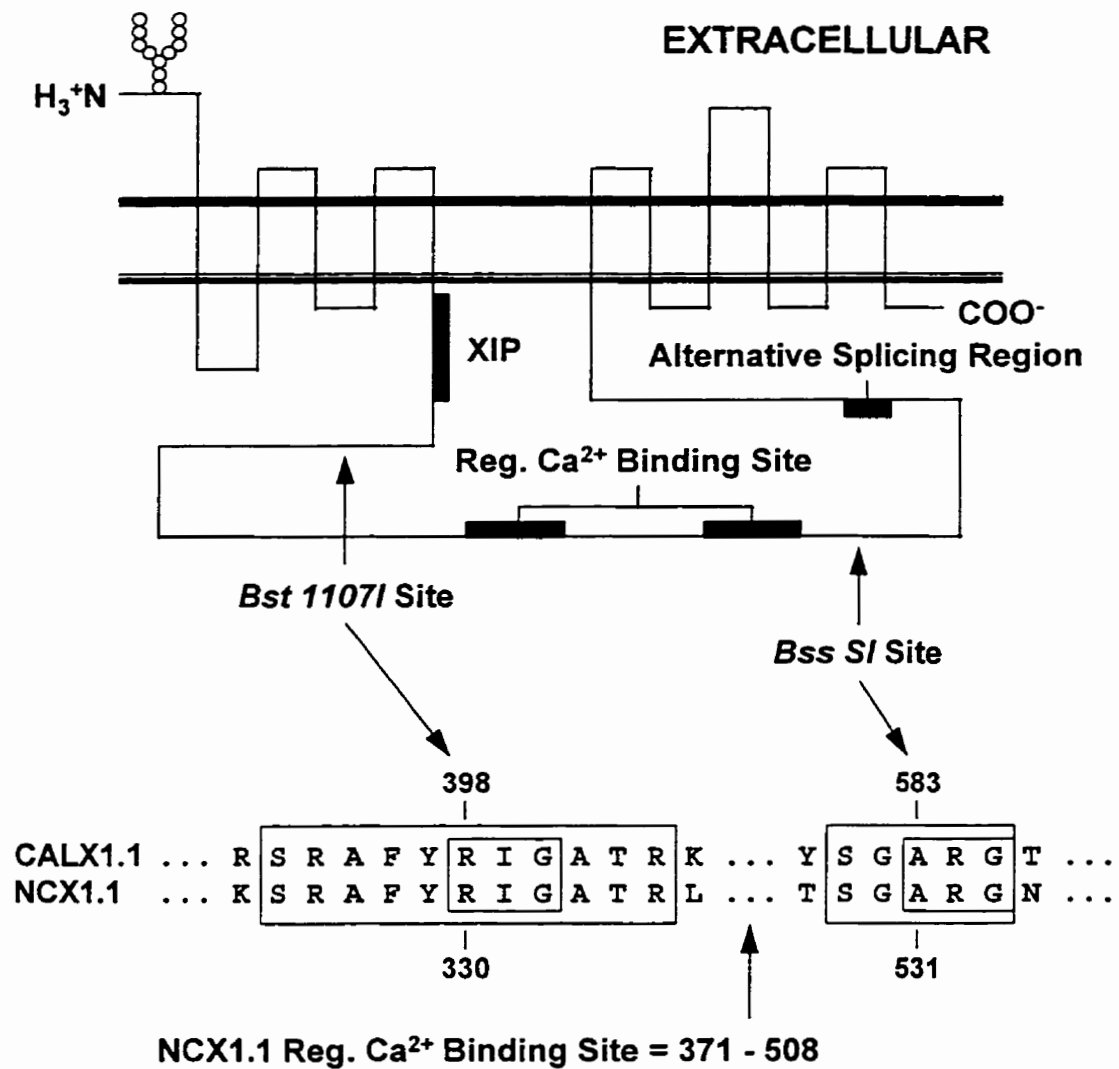 EXTRACELLULAR
H₃⁺N
COO⁻
XIP
Alternative Splicing Region
Reg. Ca²⁺ Binding Site
Bst 1107I Site
Bss SI Site
398 583
CALX1.1 ... R S R A F Y R I G A T R K ... Y S G A R G T ...
NCX1.1 ... K S R A F Y R I G A T R L ... T S G A R G N ...
330 531
NCX1.1 Reg. Ca²⁺ Binding Site = 371 - 508